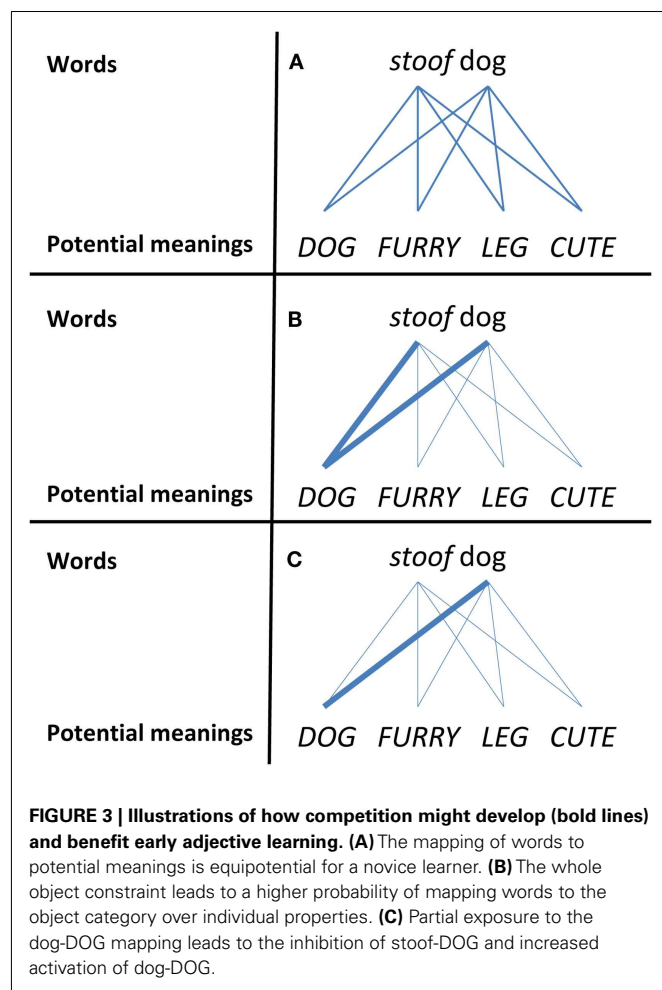 Words A stoof dog
Potential meanings DOG FURRY LEG CUTE
Words B stoof dog
Potential meanings DOG FURRY LEG CUTE
Words C stoof dog
Potential meanings DOG FURRY LEG CUTE
FIGURE 3 | Illustrations of how competition might develop (bold lines)
and benefit early adjective learning. (A) The mapping of words to
potential meanings is equipotential for a novice learner. (B) The whole
object constraint leads to a higher probability of mapping words to the
object category over individual properties. (C) Partial exposure to the
dog-DOG mapping leads to the inhibition of stoof-DOG and increased
activation of dog-DOG.